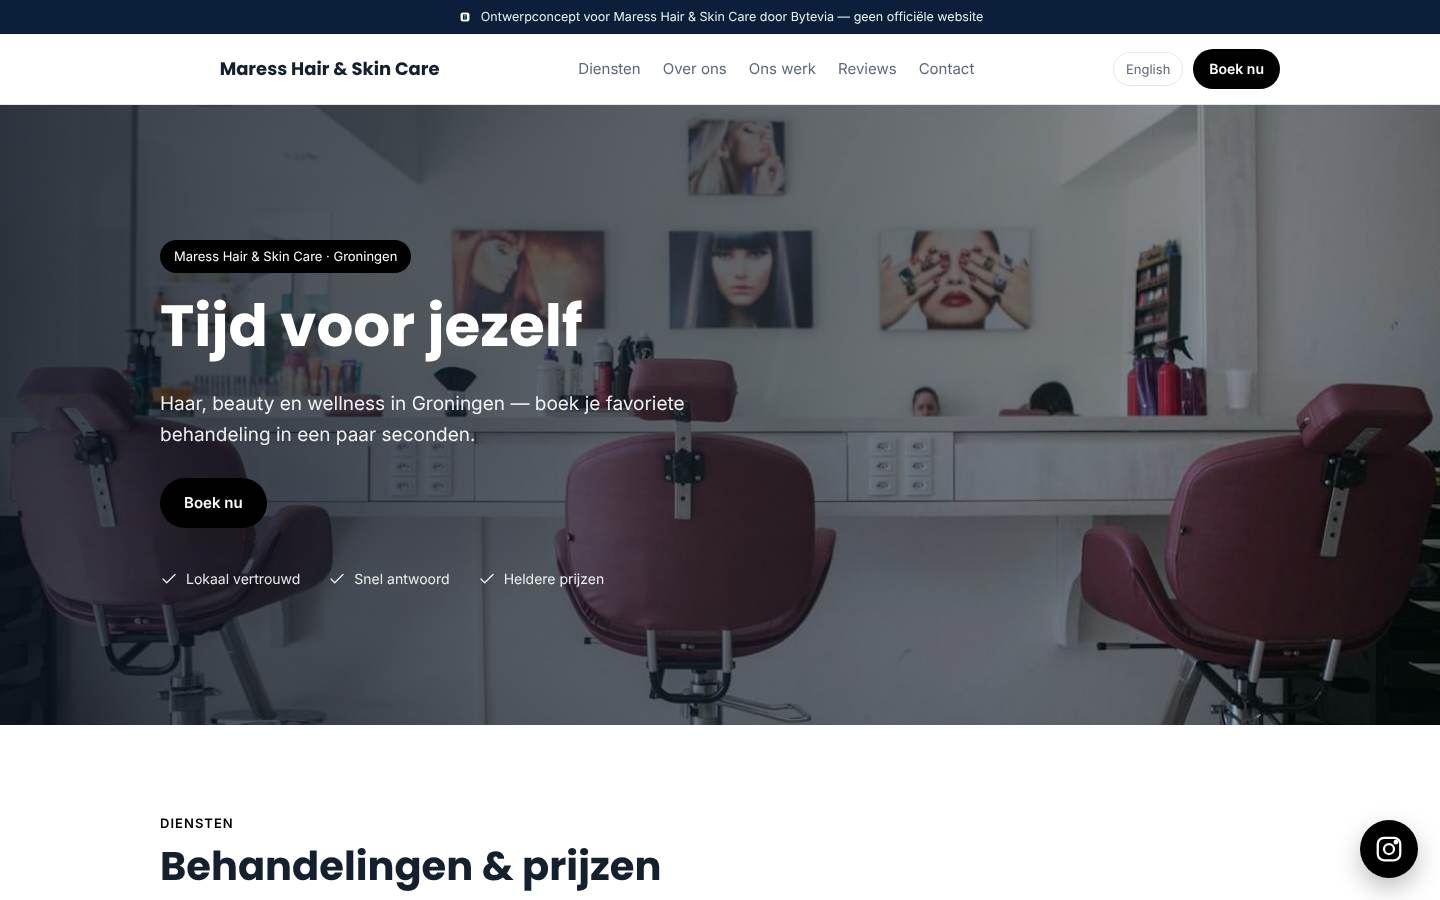 Ontwerpconcept voor Maress Hair & Skin Care door Bytevia — geen officiële website
Maress Hair & Skin Care
Diensten
Over ons
Ons werk
Reviews
Contact
English
Boek nu
Maress Hair & Skin Care · Groningen
Tijd voor jezelf
Haar, beauty en wellness in Groningen — boek je favoriete
behandeling in een paar seconden.
Boek nu
Lokaal vertrouwd
Snel antwoord
Heldere prijzen
DIENSTEN
Behandelingen & prijzen